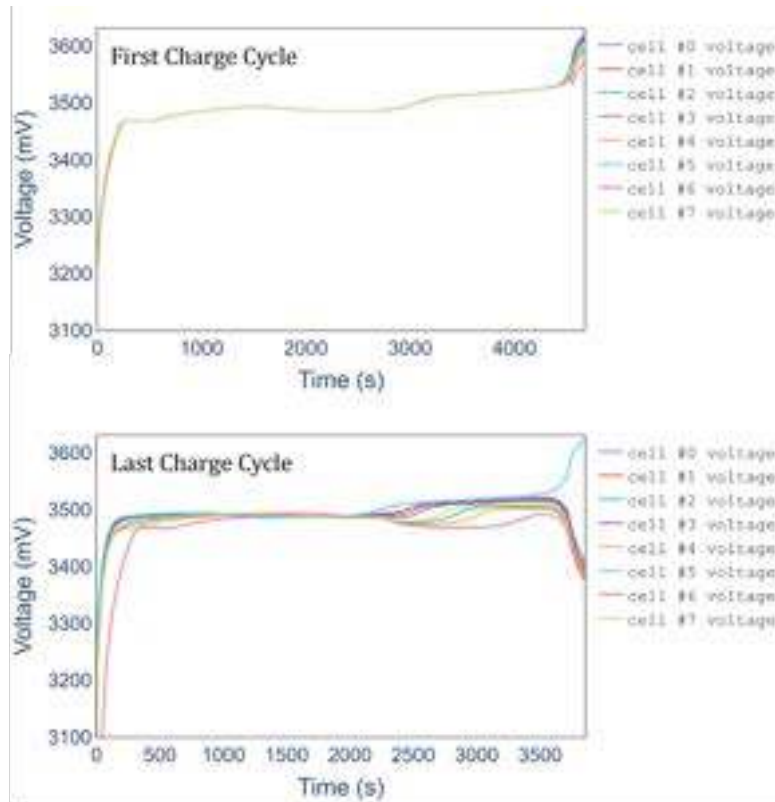 3600
First Charge Cycle
3500
3400
3300
3200
3100
Voltage (mV)
0 1000 2000 3000 4000
Time (s)
cell #0 voltage
cell #1 voltage
cell #2 voltage
cell #3 voltage
cell #4 voltage
cell #5 voltage
cell #6 voltage
cell #7 voltage
3600
Last Charge Cycle
3500
3400
3300
3200
3100
Voltage (mV)
0 500 1000 1500 2000 2500 3000 3500
Time (s)
cell #0 voltage
cell #1 voltage
cell #2 voltage
cell #3 voltage
cell #4 voltage
cell #5 voltage
cell #6 voltage
cell #7 voltage